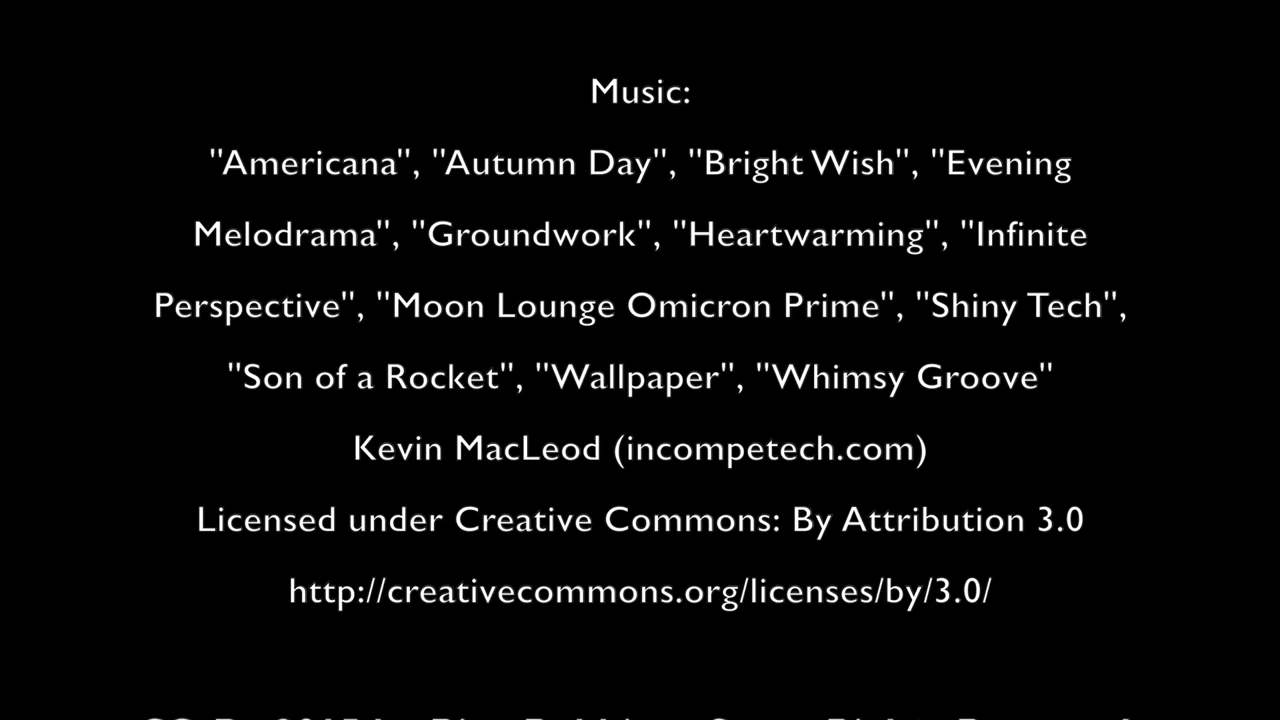 Music:
"Americana", "Autumn Day", "Bright Wish", "Evening
Melodrama", "Groundwork", "Heartwarming", "Infinite
Perspective", "Moon Lounge Omicron Prime", "Shiny Tech",
"Son of a Rocket", "Wallpaper", "Whimsy Groove"
Kevin MacLeod (incompetech.com)
Licensed under Creative Commons: By Attribution 3.0
http://creativecommons.org/licenses/by/3.0/